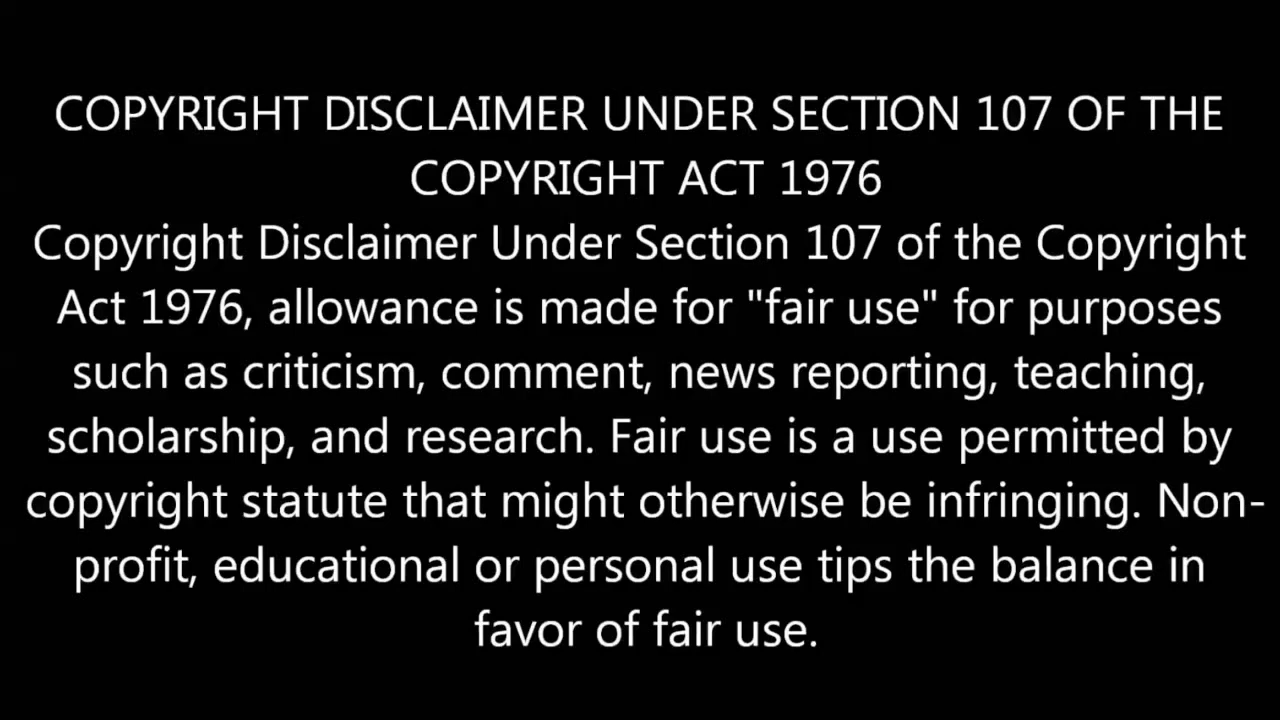 COPYRIGHT DISCLAIMER UNDER SECTION 107 OF THE
COPYRIGHT ACT 1976
Copyright Disclaimer Under Section 107 of the Copyright
Act 1976, allowance is made for "fair use" for purposes
such as criticism, comment, news reporting, teaching,
scholarship, and research. Fair use is a use permitted by
copyright statute that might otherwise be infringing. Non-
profit, educational or personal use tips the balance in
favor of fair use.